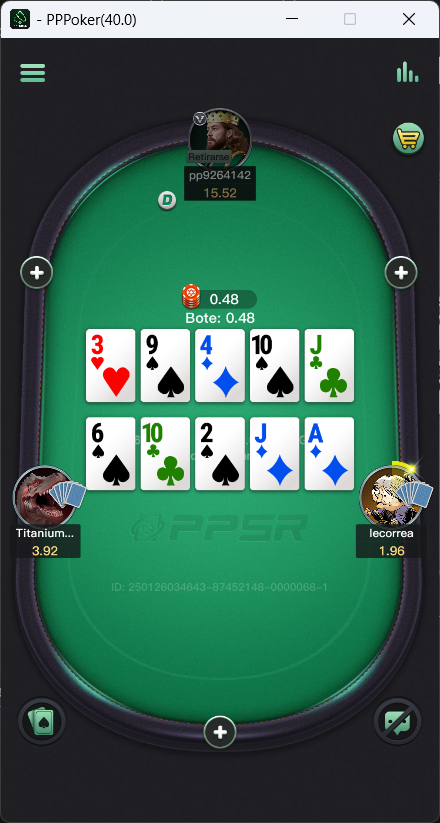 - PPPoker(40.0)
Retirarse
pp9264142
15.52
D
0.48
Bote: 0.48
3 9 4 10 J
6 10 2 J A
Titanium...
3.92
lecorrea
1.96
PPSR
ID: 250126034643-87452148-0000068-1